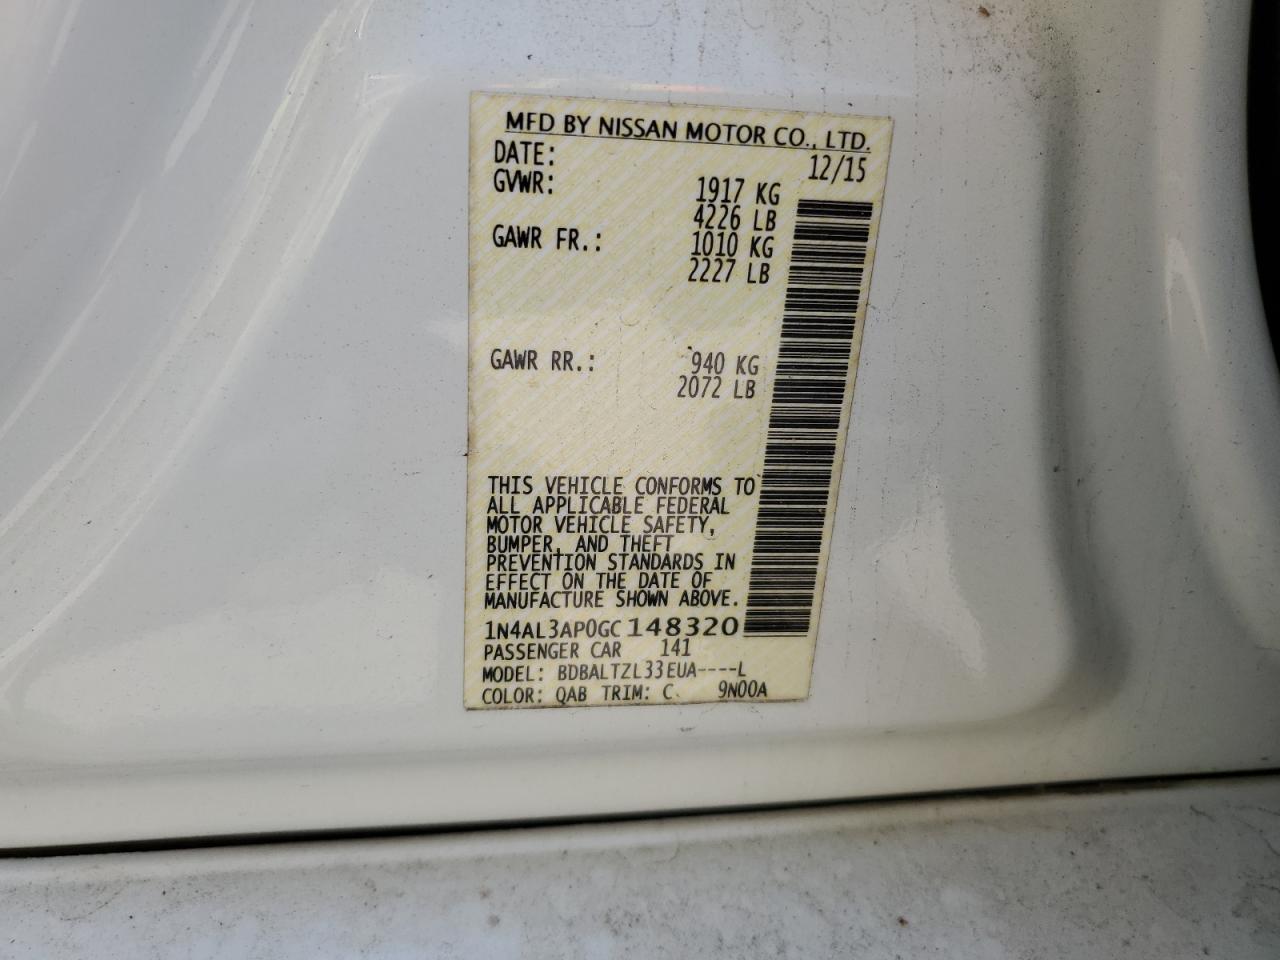 MFD BY NISSAN MOTOR CO., LTD.
DATE: 12/15
GVWR: 1917 KG
4226 LB
GAWR FR.: 1010 KG
2227 LB
GAWR RR.: 940 KG
2072 LB
THIS VEHICLE CONFORMS TO
ALL APPLICABLE FEDERAL
MOTOR VEHICLE SAFETY,
BUMPER, AND THEFT
PREVENTION STANDARDS IN
EFFECT ON THE DATE OF
MANUFACTURE SHOWN ABOVE.
1N4AL3AP0GC148320
PASSENGER CAR 141
MODEL: BDBALTZL33EUA----L
COLOR: QAB TRIM: C 9N00A